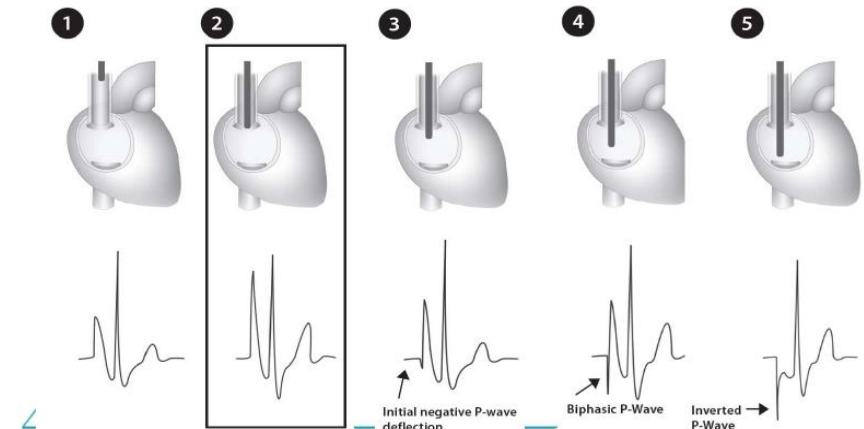 1
2
3
4
5
Initial negative P-wave
deflection
Biphasic P-Wave
Inverted
P-Wave